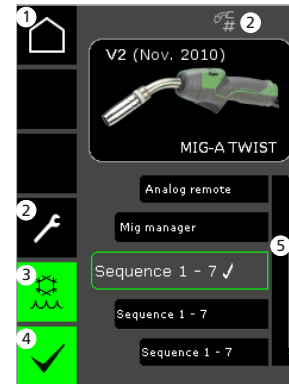 1
# 2
V2 (Nov. 2010)
MIG-A TWIST
Analog remote
2
Mig manager
5
Sequence 1 - 7 ✓
3
Sequence 1 - 7
4
Sequence 1 - 7